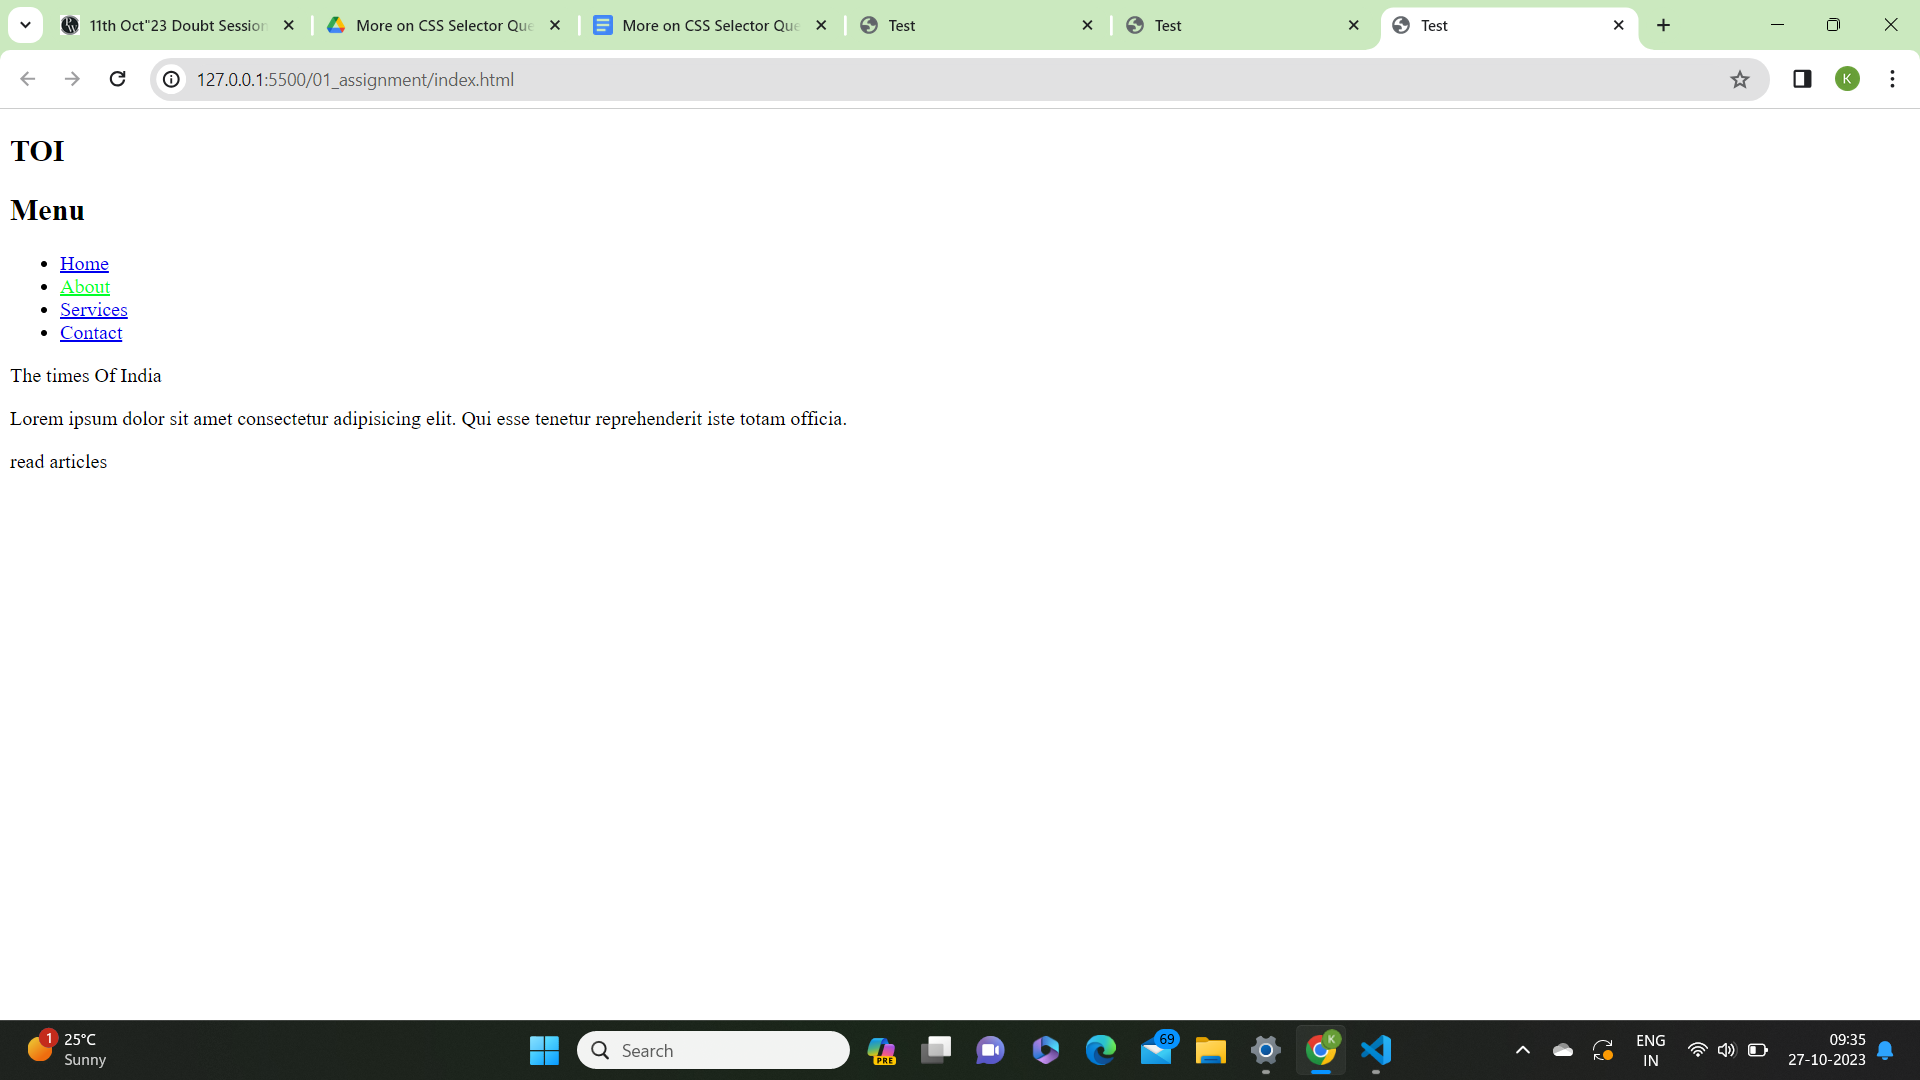 11th Oct"23 Doubt Session
More on CSS Selector Que
More on CSS Selector Que
Test
Test
Test
127.0.0.1:5500/01_assignment/index.html
K
TOI
Menu
Home
About
Services
Contact
The times Of India
Lorem ipsum dolor sit amet consectetur adipisicing elit. Qui esse tenetur reprehenderit iste totam officia.
read articles
1
25°C
Sunny
Search
PRE
69
K
ENG
IN
09:35
27-10-2023